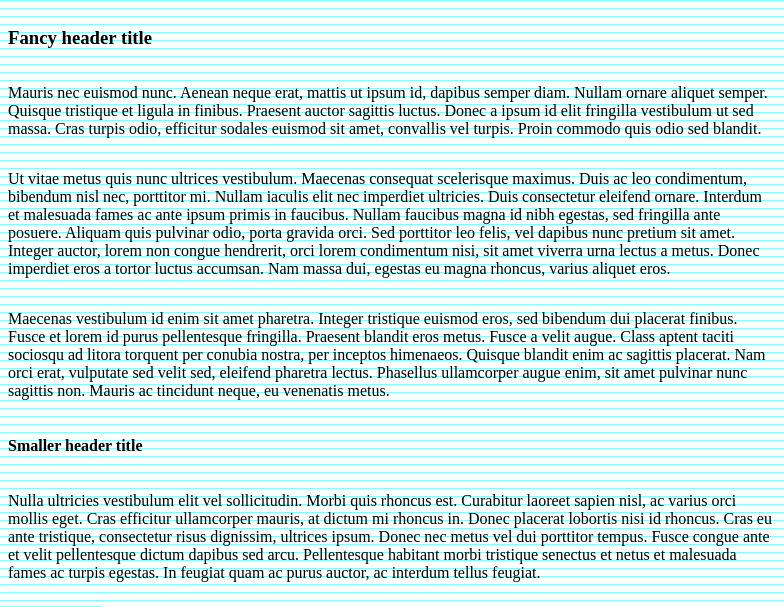 Fancy header title
Mauris nec euismod nunc. Aenean neque erat, mattis ut ipsum id, dapibus semper diam. Nullam ornare aliquet semper.
Quisque tristique et ligula in finibus. Praesent auctor sagittis luctus. Donec a ipsum id elit fringilla vestibulum ut sed
massa. Cras turpis odio, efficitur sodales euismod sit amet, convallis vel turpis. Proin commodo quis odio sed blandit.
Ut vitae metus quis nunc ultrices vestibulum. Maecenas consequat scelerisque maximus. Duis ac leo condimentum,
bibendum nisl nec, porttitor mi. Nullam iaculis elit nec imperdiet ultricies. Duis consectetur eleifend ornare. Interdum
et malesuada fames ac ante ipsum primis in faucibus. Nullam faucibus magna id nibh egestas, sed fringilla ante
posuere. Aliquam quis pulvinar odio, porta gravida orci. Sed porttitor leo felis, vel dapibus nunc pretium sit amet.
Integer auctor, lorem non congue hendrerit, orci lorem condimentum nisi, sit amet viverra urna lectus a metus. Donec
imperdiet eros a tortor luctus accumsan. Nam massa dui, egestas eu magna rhoncus, varius aliquet eros.
Maecenas vestibulum id enim sit amet pharetra. Integer tristique euismod eros, sed bibendum dui placerat finibus.
Fusce et lorem id purus pellentesque fringilla. Praesent blandit eros metus. Fusce a velit augue. Class aptent taciti
sociosqu ad litora torquent per conubia nostra, per inceptos himenaeos. Quisque blandit enim ac sagittis placerat. Nam
orci erat, vulputate sed velit sed, eleifend pharetra lectus. Phasellus ullamcorper augue enim, sit amet pulvinar nunc
sagittis non. Mauris ac tincidunt neque, eu venenatis metus.
Smaller header title
Nulla ultricies vestibulum elit vel sollicitudin. Morbi quis rhoncus est. Curabitur laoreet sapien nisl, ac varius orci
mollis eget. Cras efficitur ullamcorper mauris, at dictum mi rhoncus in. Donec placerat lobortis nisi id rhoncus. Cras eu
ante tristique, consectetur risus dignissim, ultrices ipsum. Donec nec metus vel dui porttitor tempus. Fusce congue ante
et velit pellentesque dictum dapibus sed arcu. Pellentesque habitant morbi tristique senectus et netus et malesuada
fames ac turpis egestas. In feugiat quam ac purus auctor, ac interdum tellus feugiat.